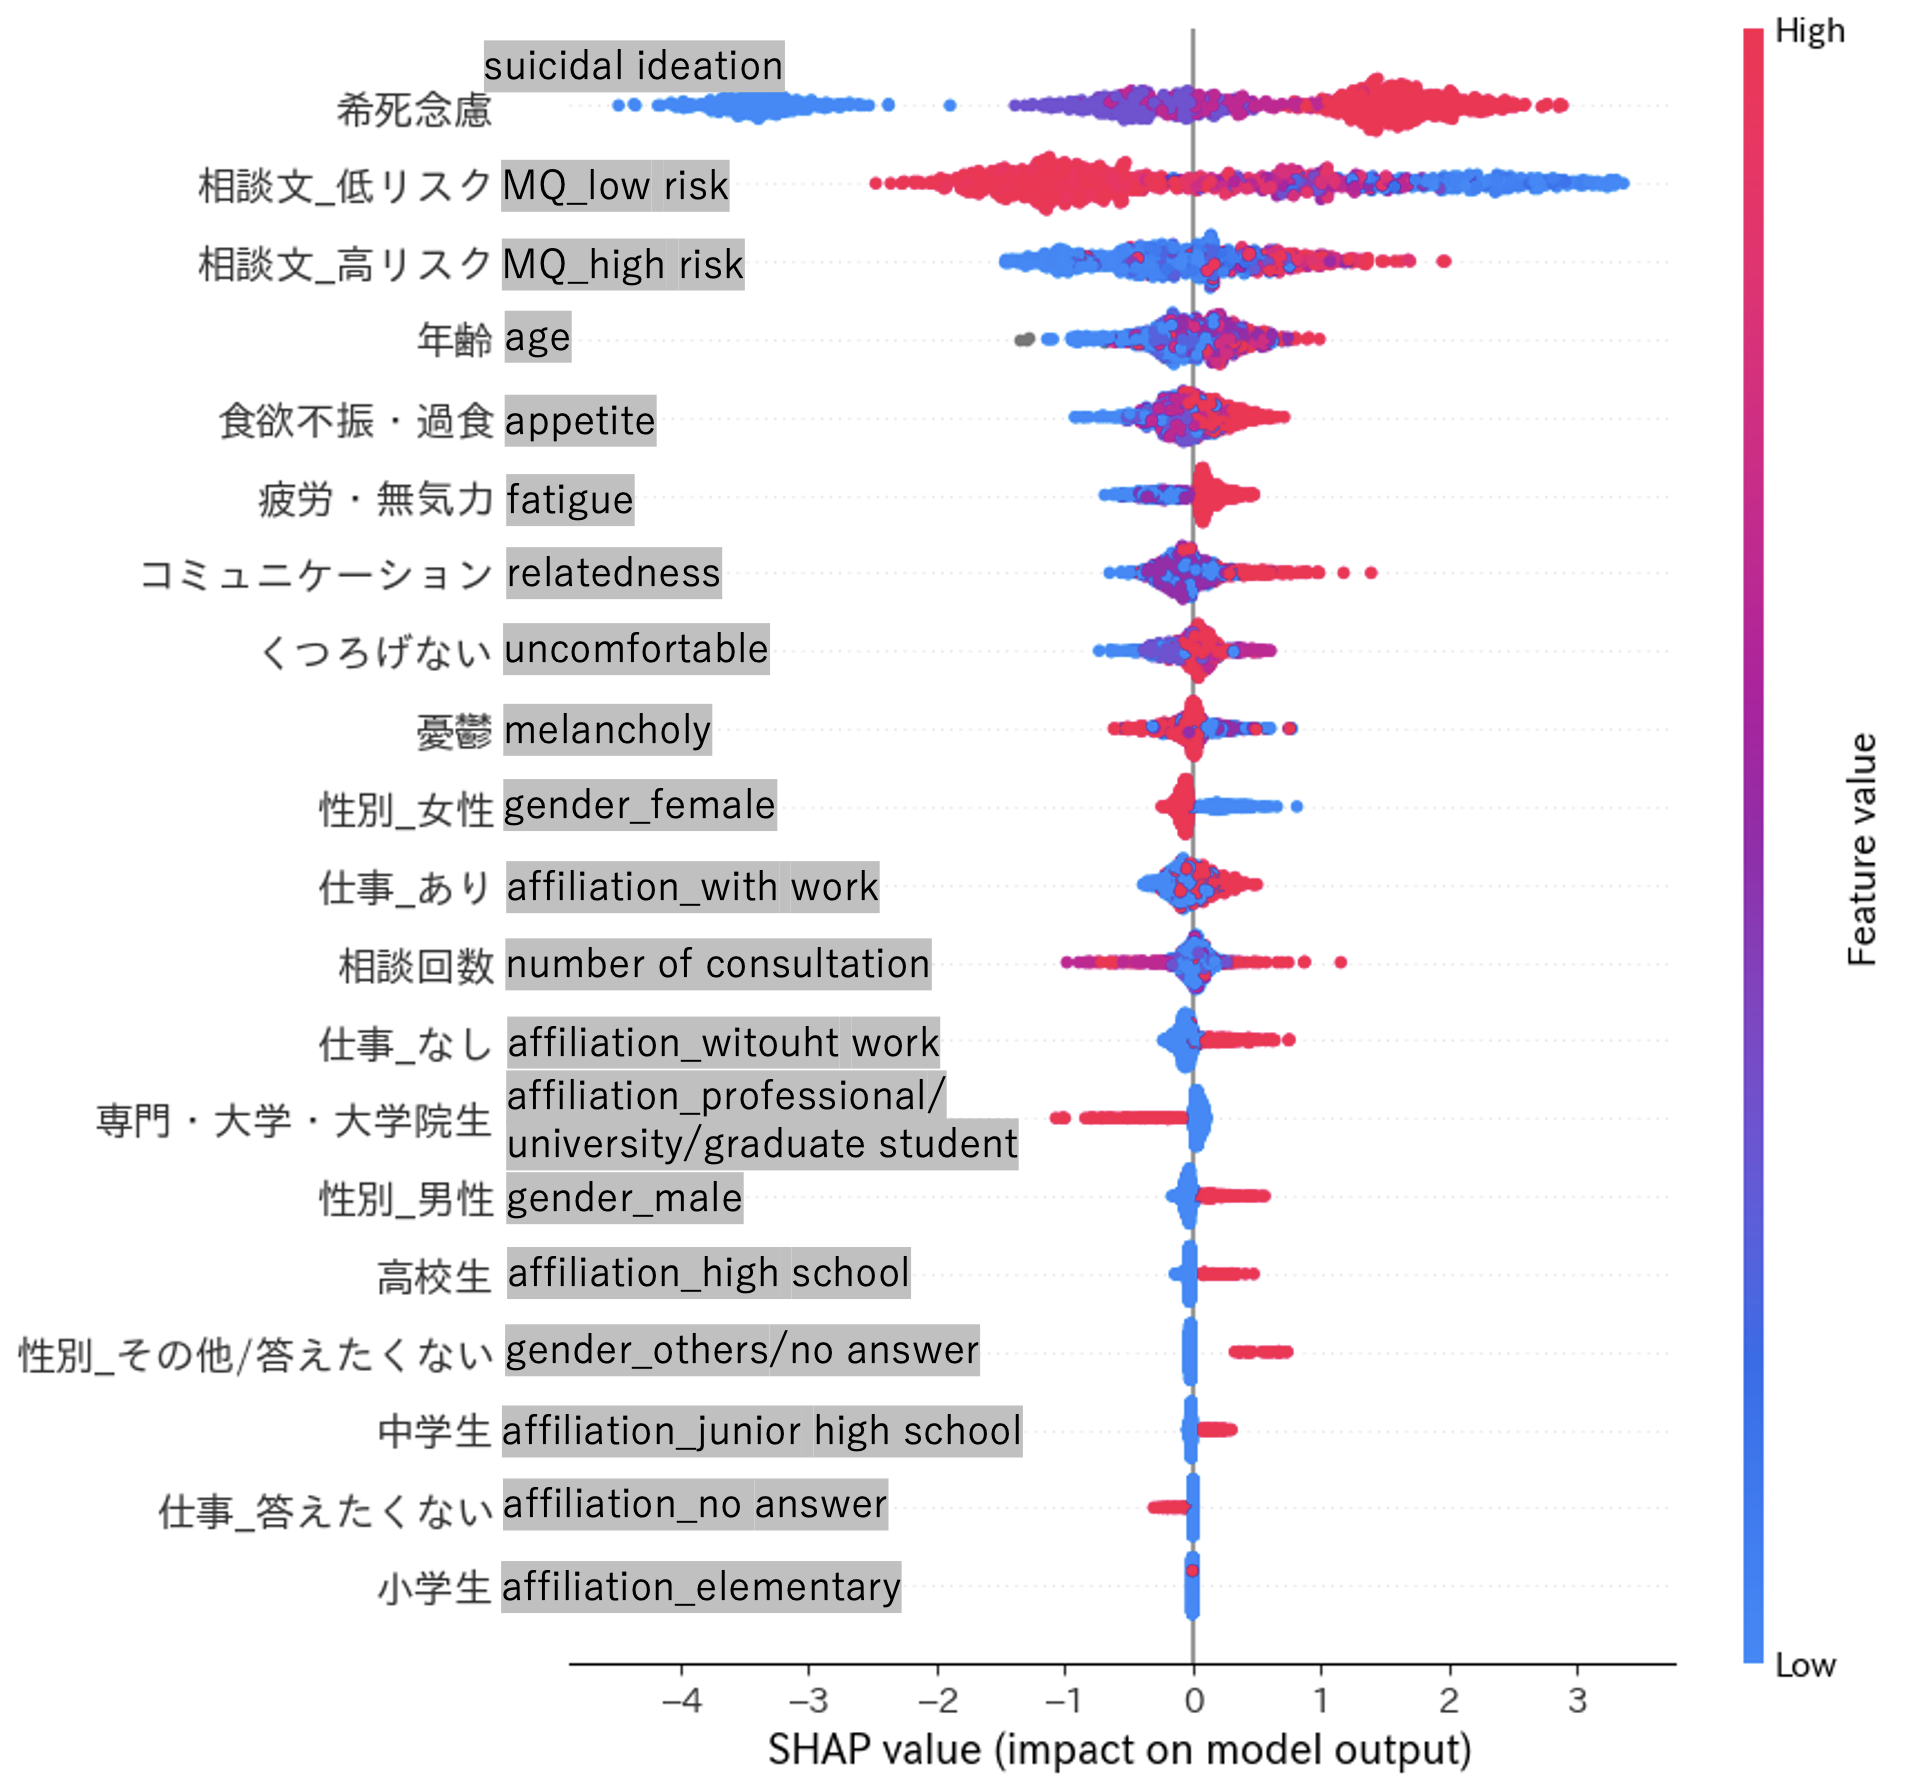 High
suicidal ideation
希死念慮
相談文_低リスク MQ_low risk
相談文_高リスク MQ_high risk
年齢 age
食欲不振・過食 appetite
疲労・無気力 fatigue
コミュニケーション relatedness
くつろげない uncomfortable
憂鬱 melancholy
性別_女性 gender_female
仕事_あり affiliation_with work
相談回数 number of consultation
仕事_なし affiliation_witouht work
専門・大学・大学院生 affiliation_professional/
university/graduate student
性別_男性 gender_male
高校生 affiliation_high school
性別_その他/答えたくない gender_others/no answer
中学生 affiliation_junior high school
仕事_答えたくない affiliation_no answer
小学生 affiliation_elementary
Feature value
Low
−4 −3 −2 −1 0 1 2 3
SHAP value (impact on model output)